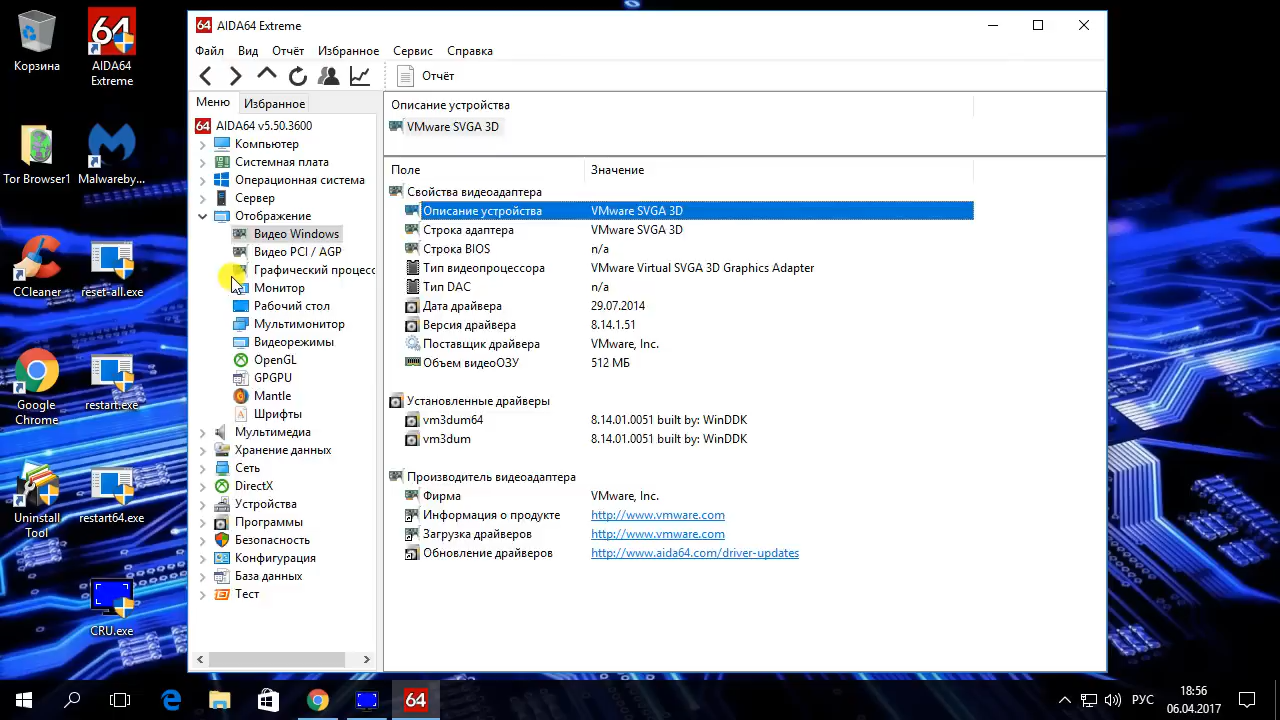 Корзина
64
AIDA64
Extreme
Tor Browser1
Malwareby...
CCleaner
reset-all.exe
Google
Chrome
restart.exe
Uninstall
Tool
restart64.exe
CRU.exe
64
AIDA64 Extreme
Файл
Вид
Отчёт
Избранное
Сервис
Справка
Отчёт
Меню
Избранное
64
AIDA64 v5.50.3600
Компьютер
Системная плата
Операционная система
Сервер
Отображение
Видео Windows
Видео PCI / AGP
Графический процесс
Монитор
Рабочий стол
Мультимонитор
Видеорежимы
OpenGL
GPGPU
Mantle
Шрифты
Мультимедиа
Хранение данных
Сеть
DirectX
Устройства
Программы
Безопасность
Конфигурация
База данных
Тест
Описание устройства
VMware SVGA 3D
Поле Значение
Свойства видеоадаптера
Описание устройства VMware SVGA 3D
Строка адаптера VMware SVGA 3D
Строка BIOS n/a
Тип видеопроцессора VMware Virtual SVGA 3D Graphics Adapter
Тип DAC n/a
Дата драйвера 29.07.2014
Версия драйвера 8.14.1.51
Поставщик драйвера VMware, Inc.
Объем видеоОЗУ 512 МБ
Установленные драйверы
vm3dum64 8.14.01.0051 built by: WinDDK
vm3dum 8.14.01.0051 built by: WinDDK
Производитель видеоадаптера
Фирма VMware, Inc.
Информация о продукте http://www.vmware.com
Загрузка драйверов http://www.vmware.com
Обновление драйверов http://www.aida64.com/driver-updates
64
РУС
18:56
06.04.2017